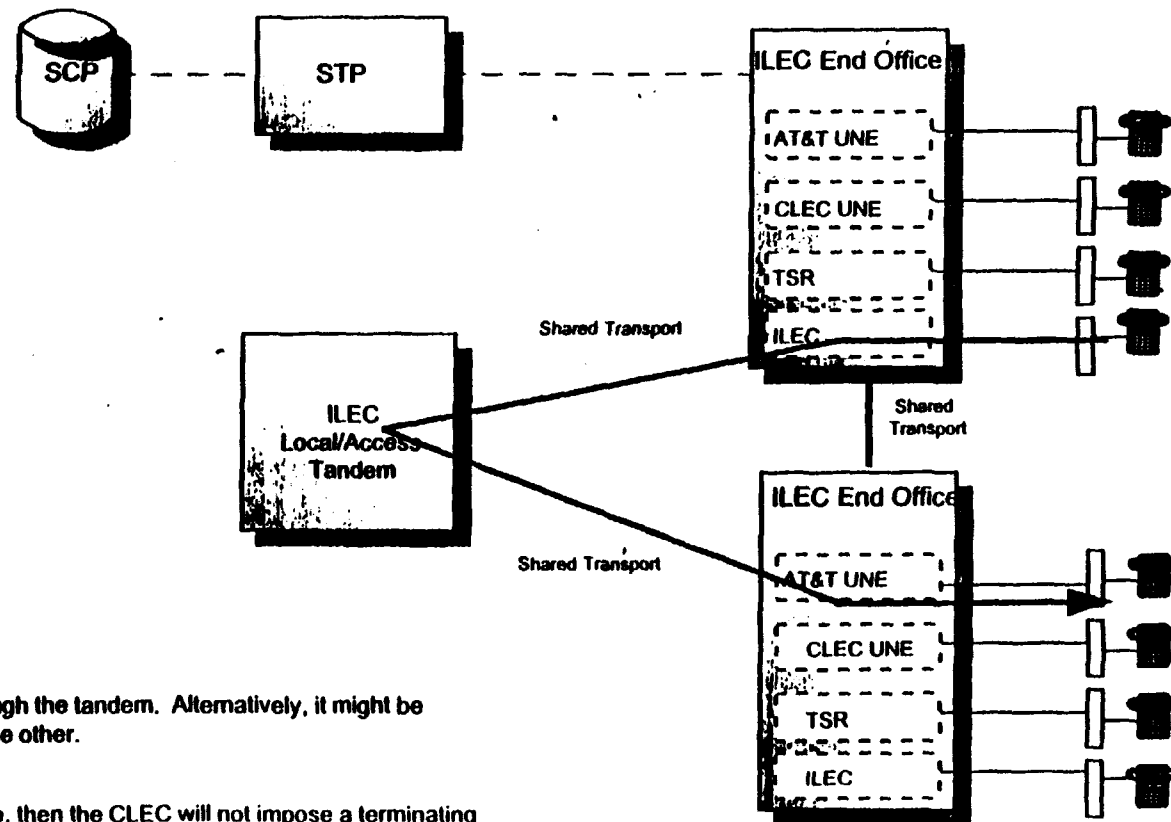 SCP
STP
ILEC End Office
AT&T UNE
CLEC UNE
TSR
ILEC
Shared Transport
ILEC
Local/Access
Tandem
Shared
Transport
Shared Transport
ILEC End Office
AT&T UNE
CLEC UNE
TSR
ILEC
gh the tandem. Alternatively, it might be
e other.
, then the CLEC will not impose a terminating